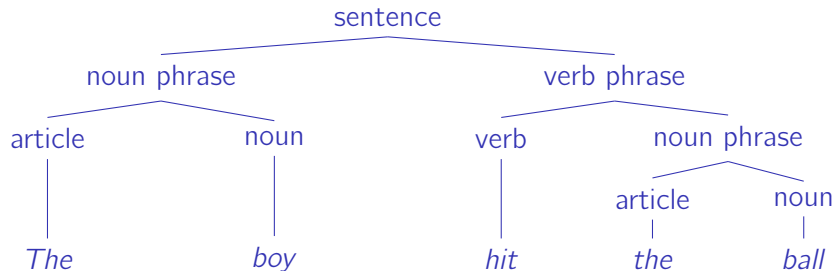 sentence
noun phrase verb phrase
article noun verb noun phrase
article noun
The boy hit the ball